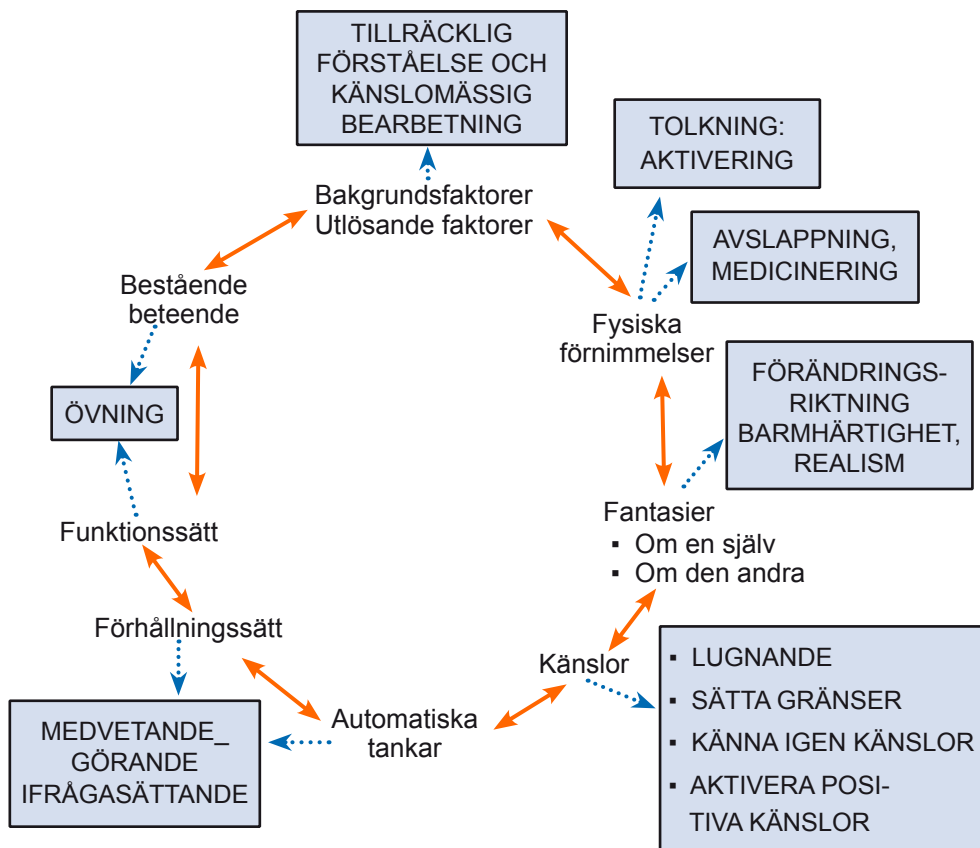 TILLRÄCKLIG
FÖRSTÅELSE OCH
KÄNSLOMÄSSIG
BEARBETNING
TOLKNING:
AKTIVERING
Bakgrundsfaktorer
Utlösande faktorer
AVSLAPPNING,
MEDICINERING
Bestående
beteende
Fysiska
förnimmelser
FÖRÄNDRINGS-
RIKTNING
BARMHÄRTIGHET,
REALISM
ÖVNING
Funktionssätt
Fantasier
▪ Om en själv
▪ Om den andra
Förhållningssätt
Känslor
▪ LUGNANDE
▪ SÄTTA GRÄNSER
▪ KÄNNA IGEN KÄNSLOR
▪ AKTIVERA POSI-
TIVA KÄNSLOR
Automatiska
tankar
MEDVETANDE_
GÖRANDE
IFRÅGASÄTTANDE